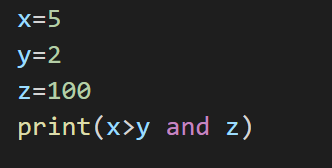 x=5
y=2
z=100
print(x>y and z)